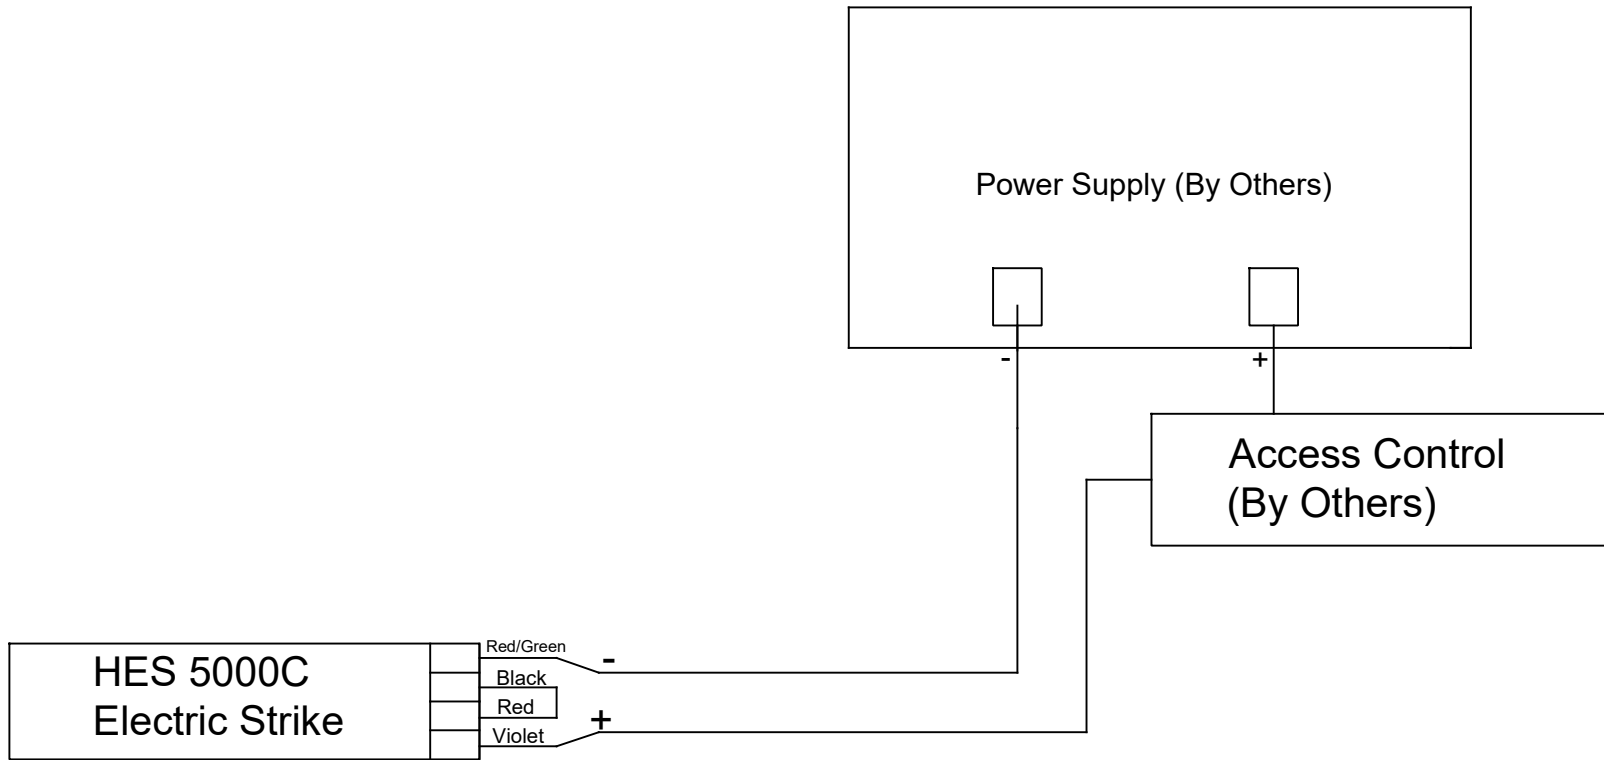 Power Supply (By Others)
-
+
Access Control
(By Others)
HES 5000C
Electric Strike
Red/Green
-
Black
Red
+
Violet